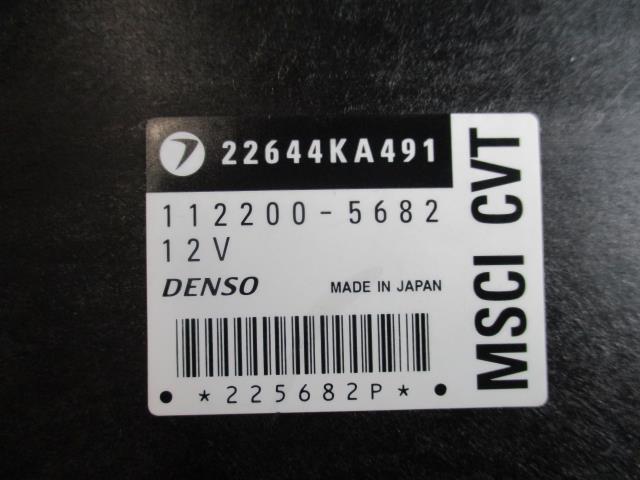 22644KA491
112200-5682
12V
DENSO MADE IN JAPAN
*225682P*
MSCI CVT